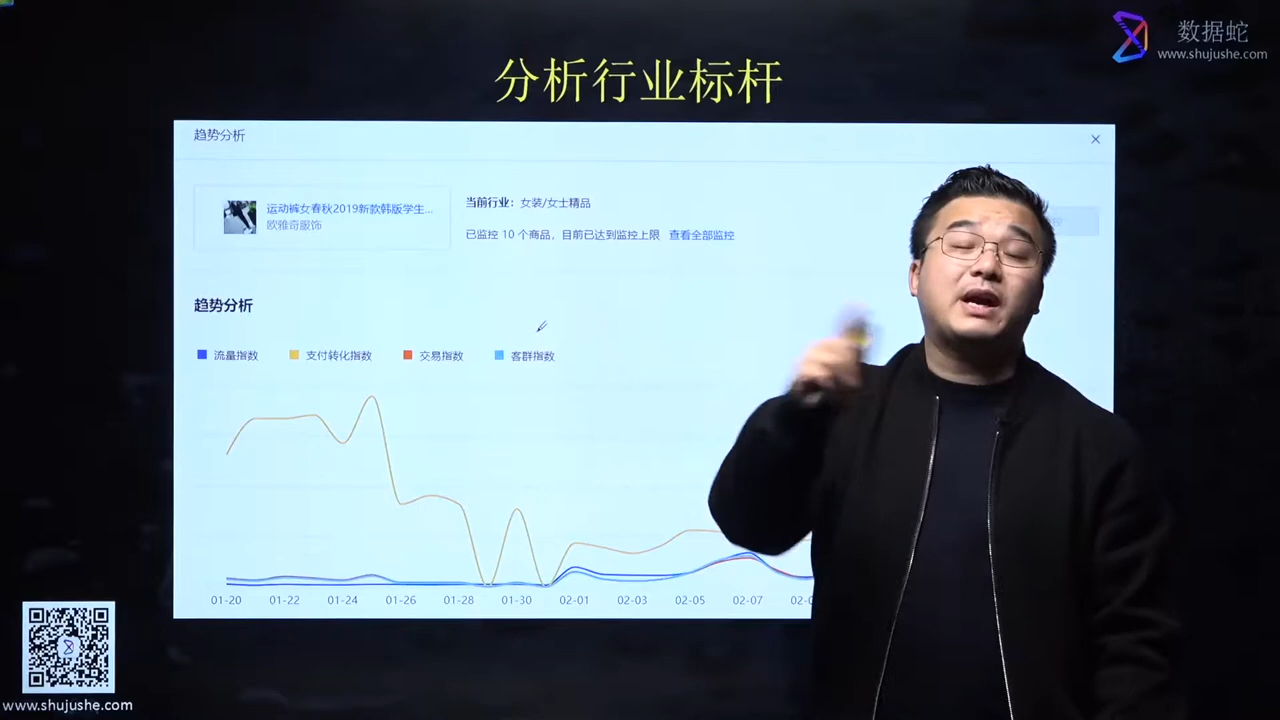 数据蛇
www.shujushe.com
分析行业标杆
趋势分析
运动裤女春秋2019新款韩版学生...
欧雅奇服饰
当前行业：女装/女士精品
已监控 10 个商品，目前已达到监控上限 查看全部监控
趋势分析
流量指数 支付转化指数 交易指数 客群指数
01-20 01-22 01-24 01-26 01-28 01-30 02-01 02-03 02-05 02-07
www.shujushe.com